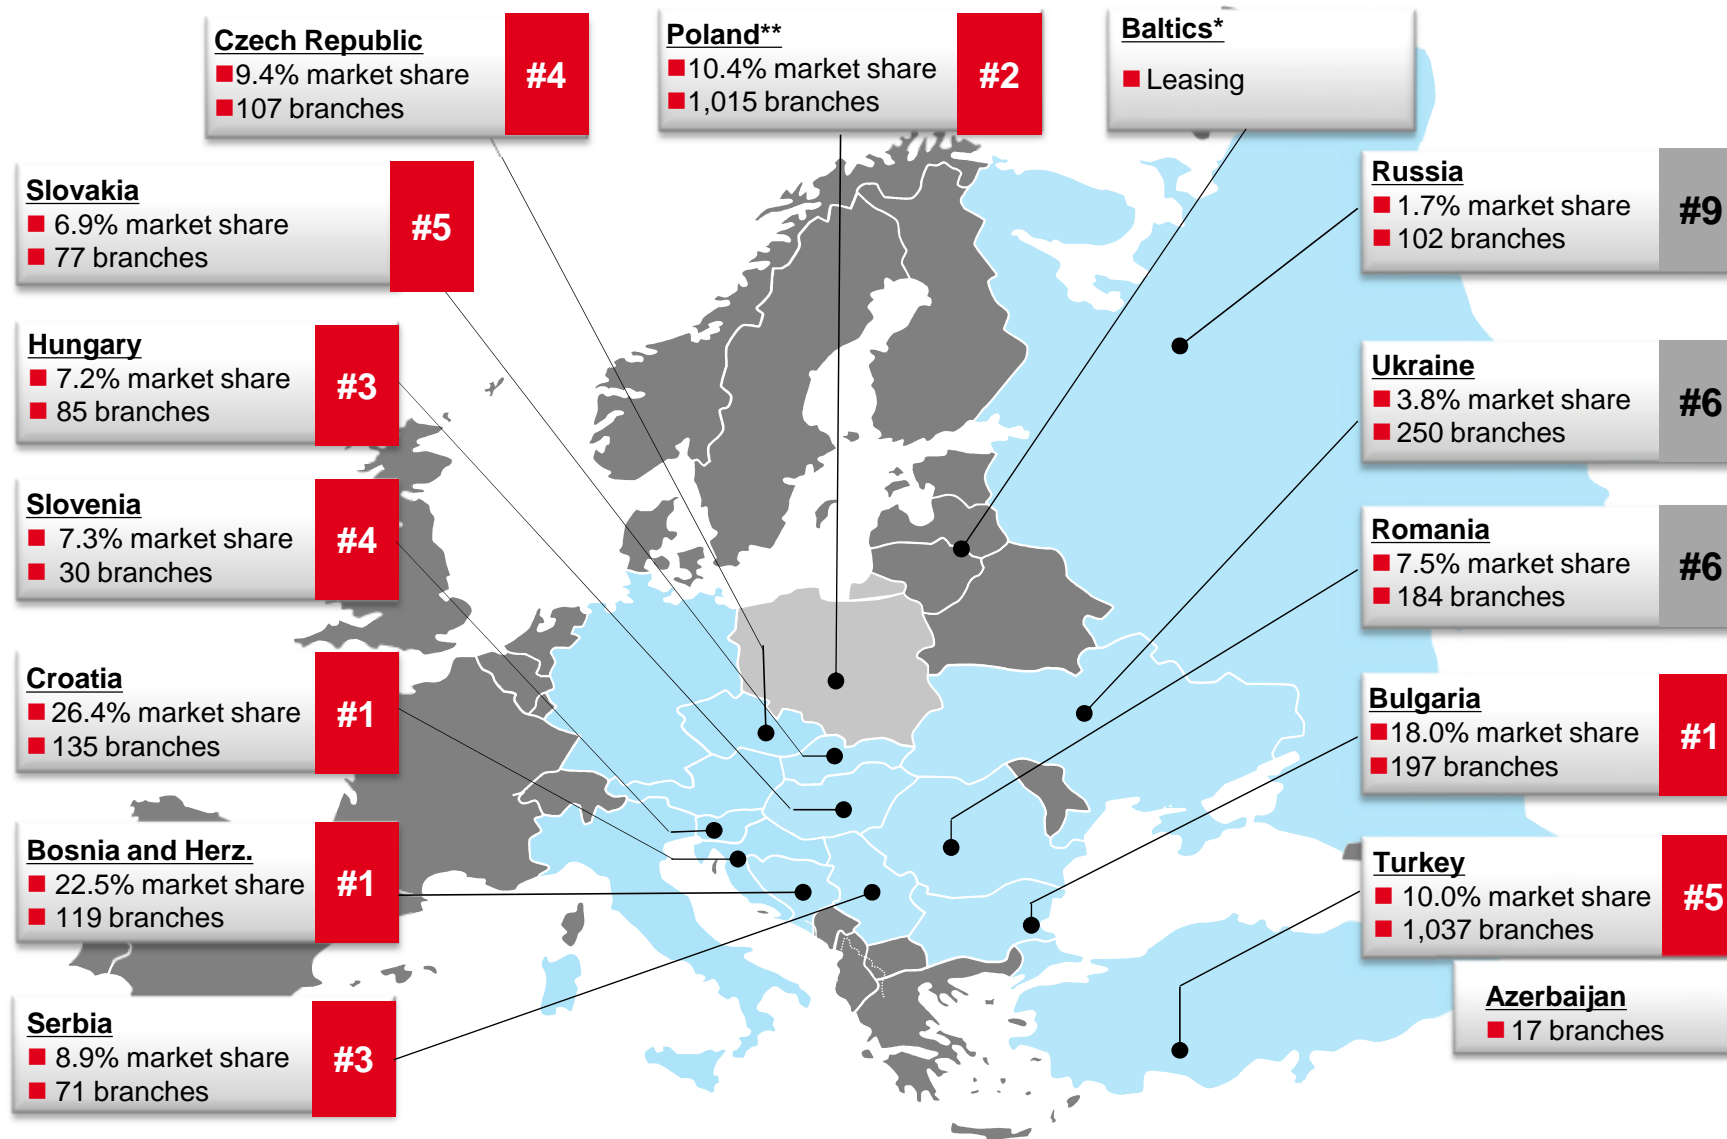 Czech Republic
9.4% market share
107 branches
#4
Poland**
10.4% market share
1,015 branches
#2
Baltics*
Leasing
Slovakia
6.9% market share
77 branches
#5
Russia
1.7% market share
102 branches
#9
Hungary
7.2% market share
85 branches
#3
Ukraine
3.8% market share
250 branches
#6
Slovenia
7.3% market share
30 branches
#4
Romania
7.5% market share
184 branches
#6
Croatia
26.4% market share
135 branches
#1
Bulgaria
18.0% market share
197 branches
#1
Bosnia and Herz.
22.5% market share
119 branches
#1
Turkey
10.0% market share
1,037 branches
#5
Azerbaijan
17 branches
Serbia
8.9% market share
71 branches
#3